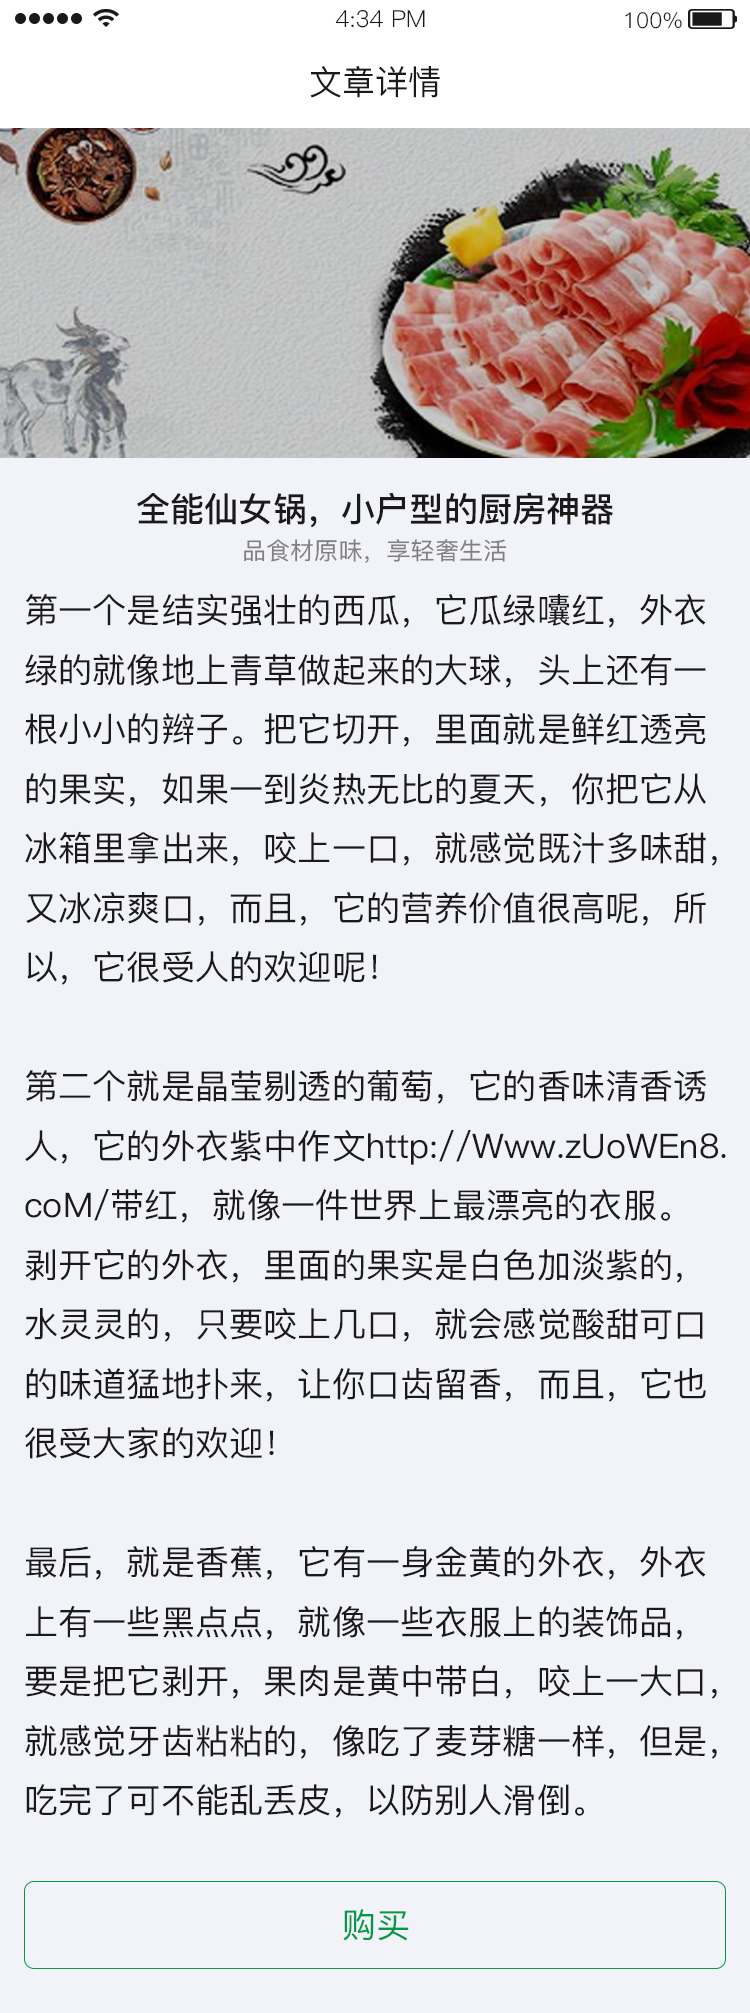 4:34 PM
100%
文章详情
全能仙女锅，小户型的厨房神器
品食材原味，享轻奢生活
第一个是结实强壮的西瓜，它瓜绿囔红，外衣
绿的就像地上青草做起来的大球，头上还有一
根小小的辫子。把它切开，里面就是鲜红透亮
的果实，如果一到炎热无比的夏天，你把它从
冰箱里拿出来，咬上一口，就感觉既汁多味甜，
又冰凉爽口，而且，它的营养价值很高呢，所
以，它很受人的欢迎呢！
第二个就是晶莹剔透的葡萄，它的香味清香诱
人，它的外衣紫中作文http://Www.zUoWEn8.
coM/带红，就像一件世界上最漂亮的衣服。
剥开它的外衣，里面的果实是白色加淡紫的，
水灵灵的，只要咬上几口，就会感觉酸甜可口
的味道猛地扑来，让你口齿留香，而且，它也
很受大家的欢迎！
最后，就是香蕉，它有一身金黄的外衣，外衣
上有一些黑点点，就像一些衣服上的装饰品，
要是把它剥开，果肉是黄中带白，咬上一大口，
就感觉牙齿粘粘的，像吃了麦芽糖一样，但是，
吃完了可不能乱丢皮，以防别人滑倒。
购买